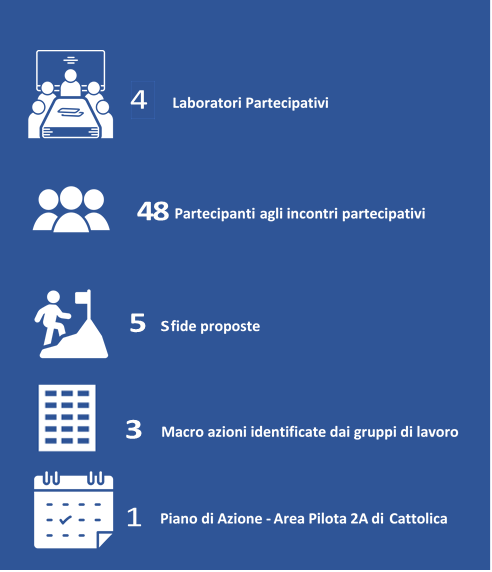 4 Laboratori Partecipativi
48 Partecipanti agli incontri partecipativi
5 Sfide proposte
3 Macro azioni identificate dai gruppi di lavoro
1 Piano di Azione - Area Pilota 2A di Cattolica